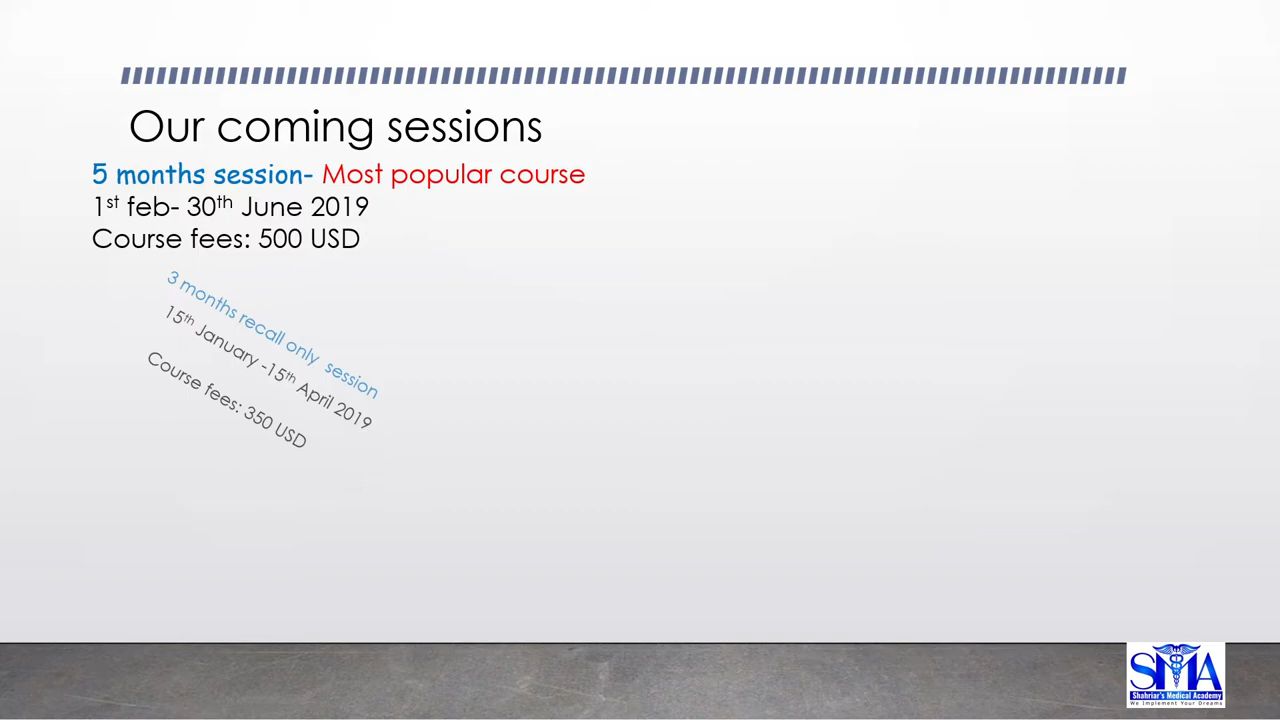 Our coming sessions
5 months session- Most popular course
1st feb- 30th June 2019
Course fees: 500 USD
3 months recall only session
15th January -15th April 2019
Course fees: 350 USD
SMA
Shahriar's Medical Academy
We Implement Your Dreams